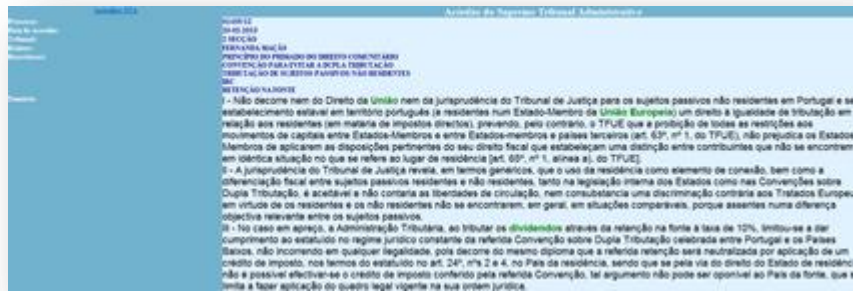 Acórdãos STA
Acórdão do Supremo Tribunal Administrativo
Processo:
Data do Acordão:
Tribunal: 2 SECÇÃO
Relator: FERNANDA MAÇÃS
Descritores: PRINCÍPIO DO PRIMADO DO DIREITO COMUNITÁRIO
CONVENÇÃO PARA EVITAR A DUPLA TRIBUTAÇÃO
TRIBUTAÇÃO DE SUJEITOS PASSIVOS NÃO RESIDENTES
IRC
RETENÇÃO NA FONTE
Sumário: I - Não decorre nem do Direito da União nem da jurisprudência do Tribunal de Justiça para os sujeitos passivos não residentes em Portugal e se
estabelecimento estável em território português (a residentes num Estado-Membro da União Europeia) um direito à igualdade de tributação em
relação aos residentes (em matéria de impostos directos), prevendo, pelo contrário, o TFUE que a proibição de todas as restrições aos
movimentos de capitais entre Estados-Membros e entre Estados-membros e países terceiros (art. 63º, nº 1, do TFUE), não prejudica os Estados
Membros de aplicarem as disposições pertinentes do seu direito fiscal que estabeleçam uma distinção entre contribuintes que não se encontrem
em idêntica situação no que se refere ao lugar de residência [art. 65º, nº 1, alínea a), do TFUE].
II - A jurisprudência do Tribunal de Justiça revela, em termos genéricos, que o uso da residência como elemento de conexão, bem como a
diferenciação fiscal entre sujeitos passivos residentes e não residentes, tanto na legislação interna dos Estados como nas Convenções sobre
Dupla Tributação, é aceitável e não contaria as liberdades de circulação, nem consubstancia uma discriminação contrária aos Tratados Europeu
em virtude de os residentes e os não residentes não se encontrarem, em geral, em situações comparáveis, porque assentes numa diferença
objectiva relevante entre os sujeitos passivos.
III - No caso em apreço, a Administração Tributária, ao tributar os dividendos através da retenção na fonte à taxa de 10%, limitou-se a dar
cumprimento ao estatuído no regime jurídico constante da referida Convenção sobre Dupla Tributação celebrada entre Portugal e os Países
Baixos, não incorrendo em qualquer ilegalidade, pois decorre do mesmo diploma que a referida retenção será neutralizada por aplicação de um
crédito de imposto, nos termos do estatuído no art. 24º, nºs 2 e 4, no País da residência, sendo que se pela via do direito do Estado de residênc
não é possível efectivar-se o crédito de imposto conferido pela referida Convenção, tal argumento não pode ser oponível ao País da fonte, que s
limita a fazer aplicação do quadro legal vigente na sua ordem jurídica.